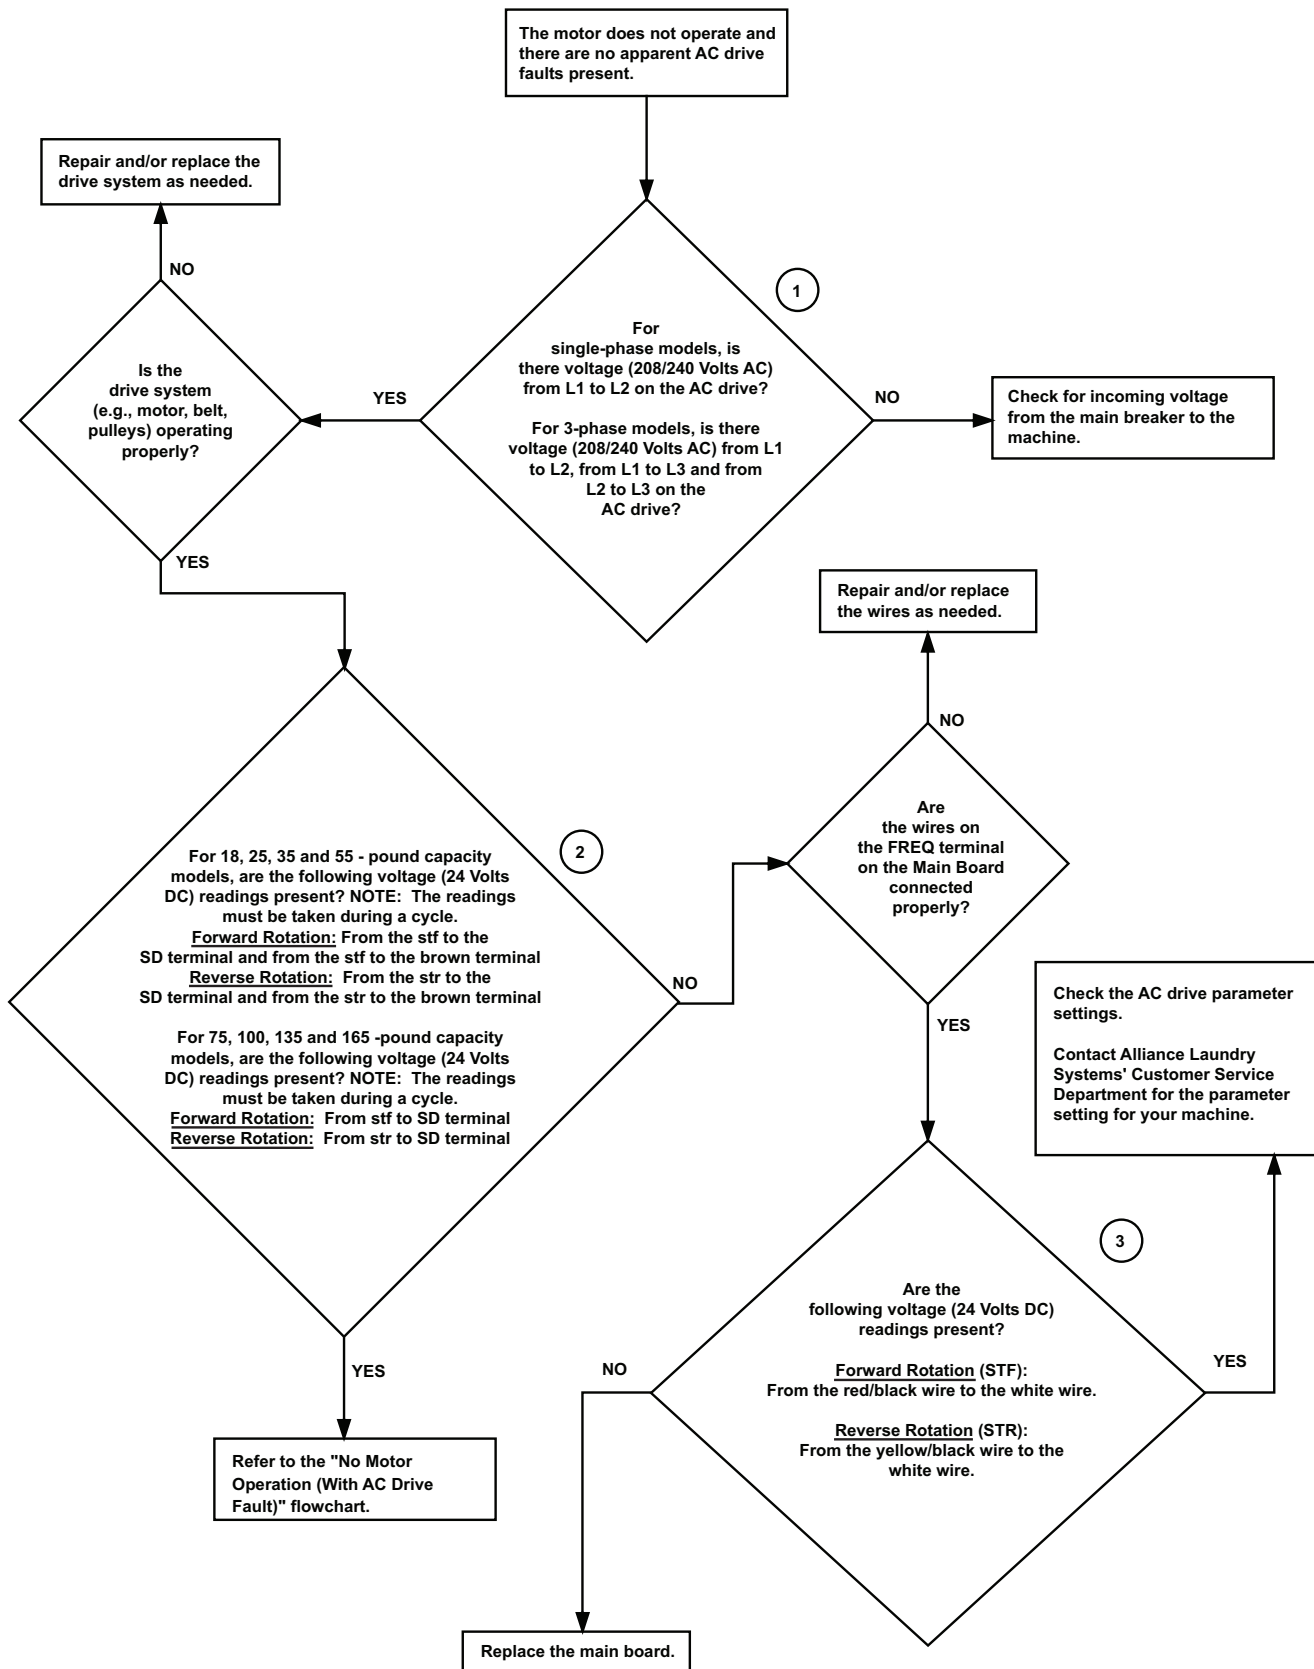 The motor does not operate and
there are no apparent AC drive
faults present.
Repair and/or replace the
drive system as needed.
NO
1
For
single-phase models, is
there voltage (208/240 Volts AC)
from L1 to L2 on the AC drive?
For 3-phase models, is there
voltage (208/240 Volts AC) from L1
to L2, from L1 to L3 and from
L2 to L3 on the
AC drive?
Is the
drive system
(e.g., motor, belt,
pulleys) operating
properly?
YES
NO
Check for incoming voltage
from the main breaker to the
machine.
YES
Repair and/or replace
the wires as needed.
NO
Are
the wires on
the FREQ terminal
on the Main Board
connected
properly?
2
For 18, 25, 35 and 55 - pound capacity
models, are the following voltage (24 Volts
DC) readings present? NOTE:  The readings
must be taken during a cycle.
Forward Rotation: From the stf to the
SD terminal and from the stf to the brown terminal
Reverse Rotation:  From the str to the
SD terminal and from the str to the brown terminal
For 75, 100, 135 and 165 -pound capacity
models, are the following voltage (24 Volts
DC) readings present? NOTE:  The readings
must be taken during a cycle.
Forward Rotation:  From stf to SD terminal
Reverse Rotation:  From str to SD terminal
NO
YES
Check the AC drive parameter
settings.
Contact Alliance Laundry
Systems' Customer Service
Department for the parameter
setting for your machine.
3
Are the
following voltage (24 Volts DC)
readings present?
Forward Rotation (STF):
From the red/black wire to the white wire.
Reverse Rotation (STR):
From the yellow/black wire to the
white wire.
NO
YES
YES
Refer to the "No Motor
Operation (With AC Drive
Fault)" flowchart.
Replace the main board.